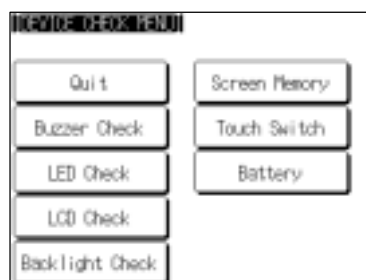 [DEVICE CHECK MENU]
Quit
Screen Memory
Buzzer Check
Touch Switch
LED Check
Battery
LCD Check
Backlight Check